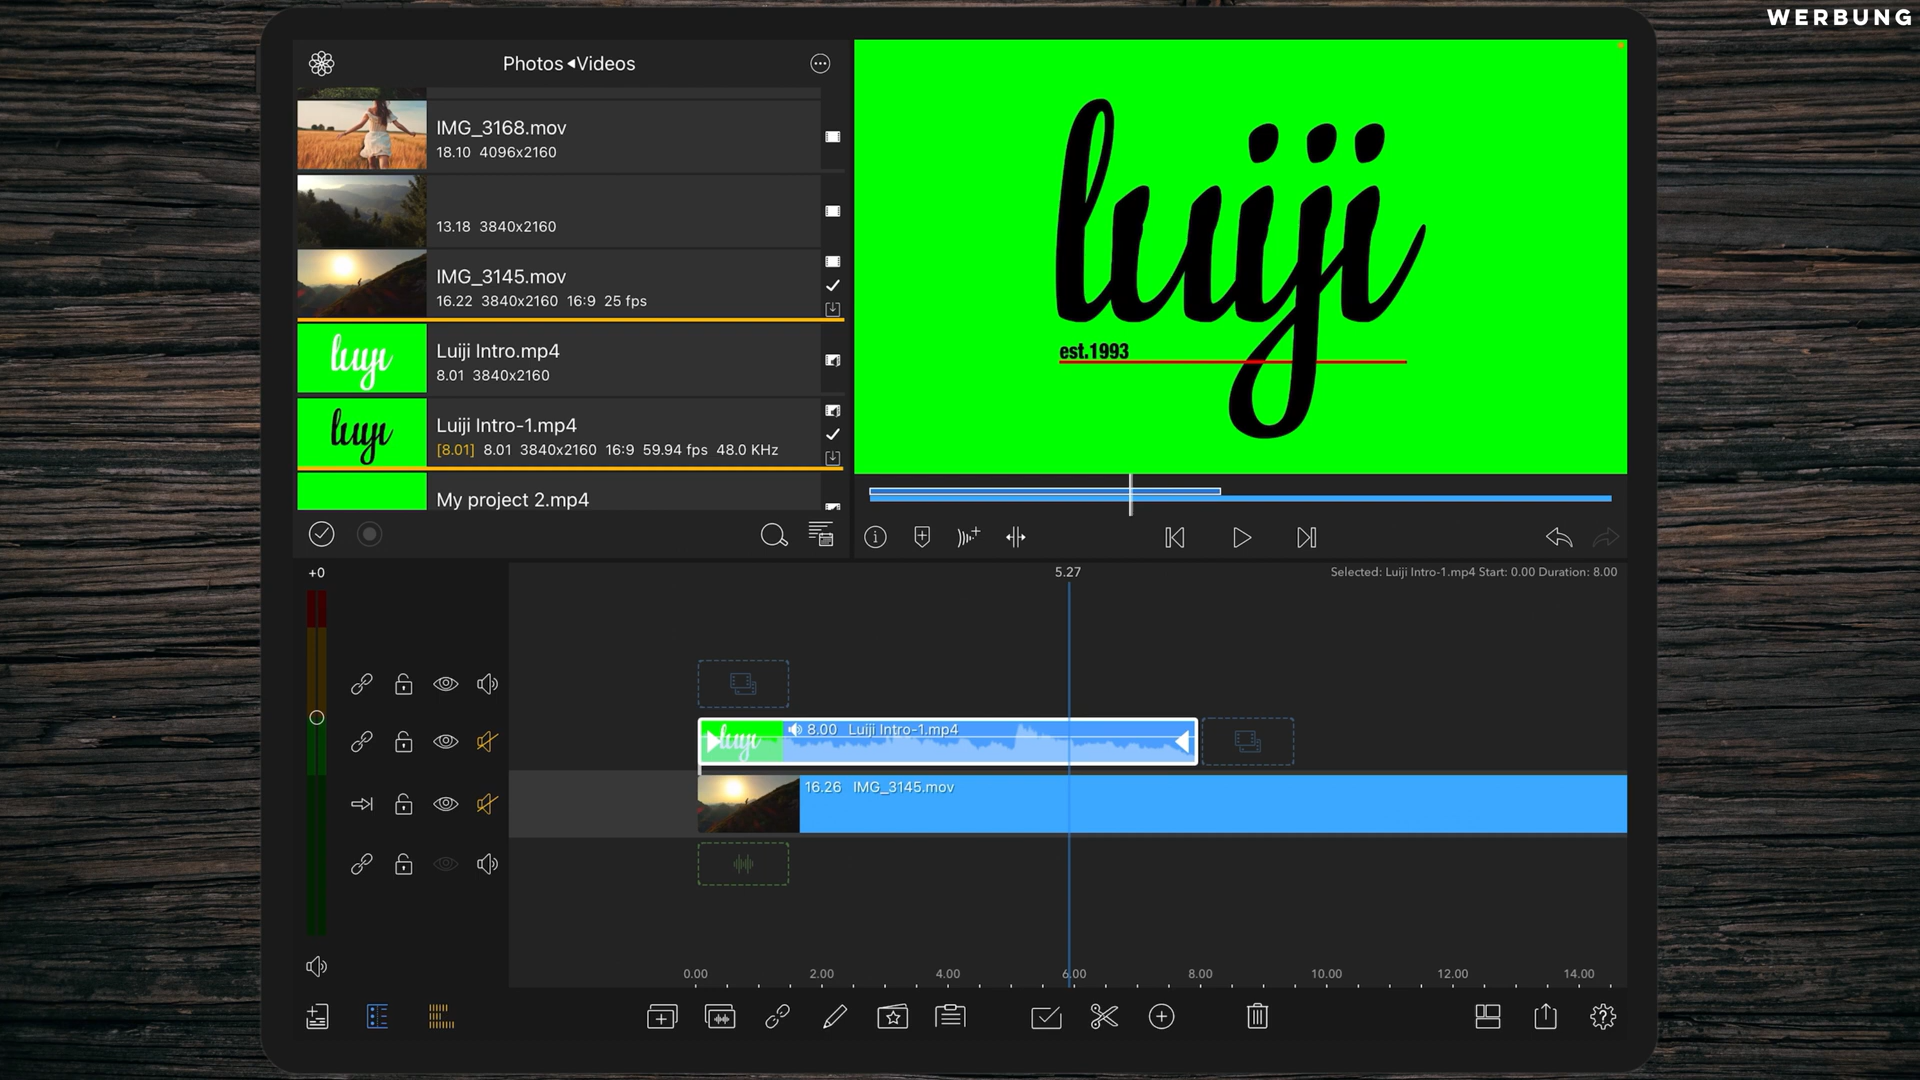 WERBUNG
Photos ◂Videos
IMG_3168.mov
18.10 4096x2160
13.18 3840x2160
IMG_3145.mov
16.22 3840x2160 16:9 25 fps
luiji
Luiji Intro.mp4
8.01 3840x2160
luiji
Luiji Intro-1.mp4
[8.01] 8.01 3840x2160 16:9 59.94 fps 48.0 KHz
My project 2.mp4
luiji
est.1993
+0
5.27
Selected: Luiji Intro-1.mp4 Start: 0.00 Duration: 8.00
luiji
8.00 Luiji Intro-1.mp4
16.26 IMG_3145.mov
0.00 2.00 4.00 6.00 8.00 10.00 12.00 14.00